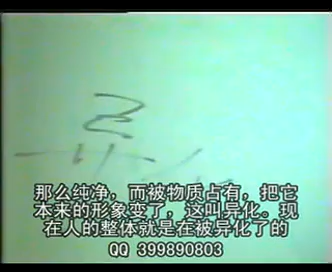 异化
那么纯净，而被物质占有，把它
本来的形象变了，这叫异化。现
在人的整体就是在被异化了的
QQ 399890803